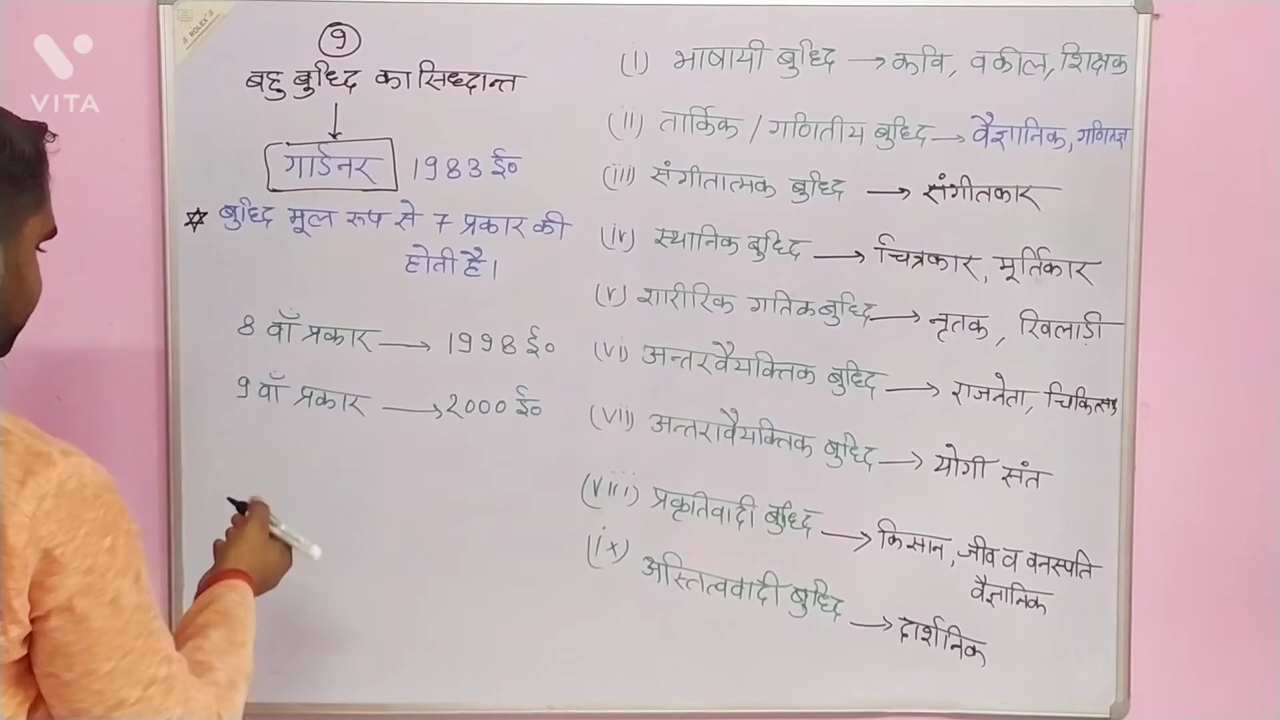 VITA
ROLEX
९
बहु बुध्दि का सिध्दान्त
गार्डनर 1983 ई०
बुध्दि मूल रूप से 7 प्रकार की
होती है।
8 वाँ प्रकार → 1998 ई०
9 वाँ प्रकार → 2000 ई०
(i) भाषायी बुध्दि → कवि, वकील, शिक्षक
(ii) तार्किक / गणितीय बुध्दि → वैज्ञानिक, गणितज्ञ
(iii) संगीतात्मक बुध्दि → संगीतकार
(iv) स्थानिक बुध्दि → चित्रकार, मूर्तिकार
(v) शारीरिक गतिक बुध्दि → नृतक, खिलाड़ी
(vi) अन्तरवैयक्तिक बुध्दि → राजनेता, चिकित्सक
(vii) अन्तरावैयक्तिक बुध्दि → योगी संत
(viii) प्रकृतिवादी बुध्दि → किसान, जीव व वनस्पति
वैज्ञानिक
(ix) अस्तित्ववादी बुध्दि → दार्शनिक